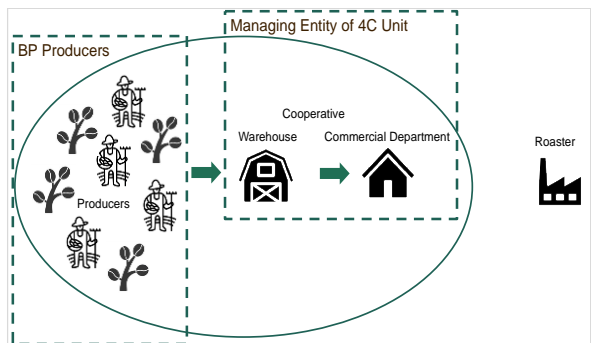 Managing Entity of 4C Unit
BP Producers
Cooperative
Warehouse
Commercial Department
Roaster
Producers